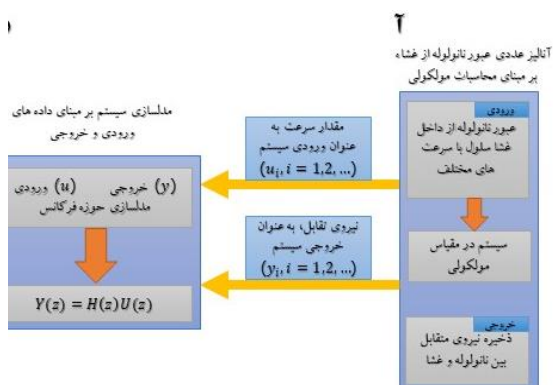 آ
آنالیز عددی عبور نانولوله از غشاء
بر مبنای محاسبات مولکولی
ورودی
عبور نانولوله از داخل
غشا سلول با سرعت
های مختلف
سیستم در مقیاس
مولکولی
خروجی
ذخیره نیروی متقابل
بین نانولوله و غشا
مقدار سرعت به
عنوان ورودی سیستم
(uᵢ, i = 1,2, ...)
نیروی تقابل، به عنوان
خروجی سیستم
(yᵢ, i = 1,2, ...)
مدلسازی سیستم بر مبنای داده های
ورودی و خروجی
(y) خروجی (u) ورودی
مدلسازی حوزه فرکانس
Y(z) = H(z)U(z)